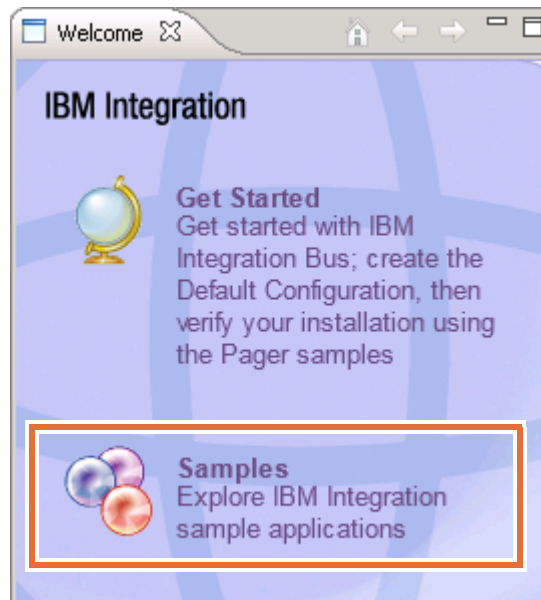 Welcome
IBM Integration
Get Started
Get started with IBM
Integration Bus; create the
Default Configuration, then
verify your installation using
the Pager samples
Samples
Explore IBM Integration
sample applications